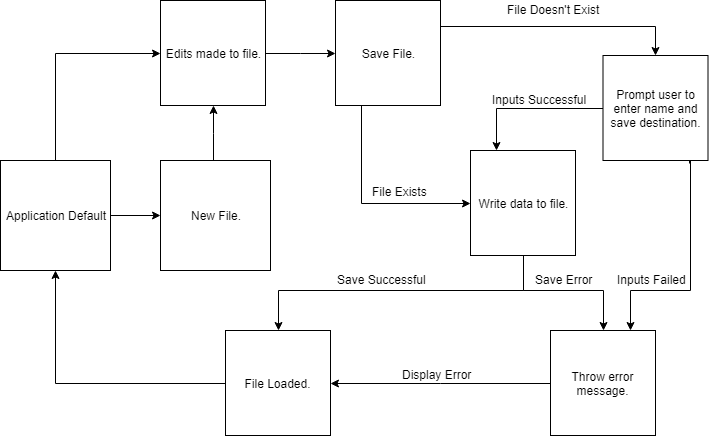 File Doesn't Exist
Edits made to file.
Save File.
Prompt user to
enter name and
save destination.
Inputs Successful
File Exists
Write data to file.
Application Default
New File.
Save Successful
Save Error
Inputs Failed
File Loaded.
Display Error
Throw error
message.